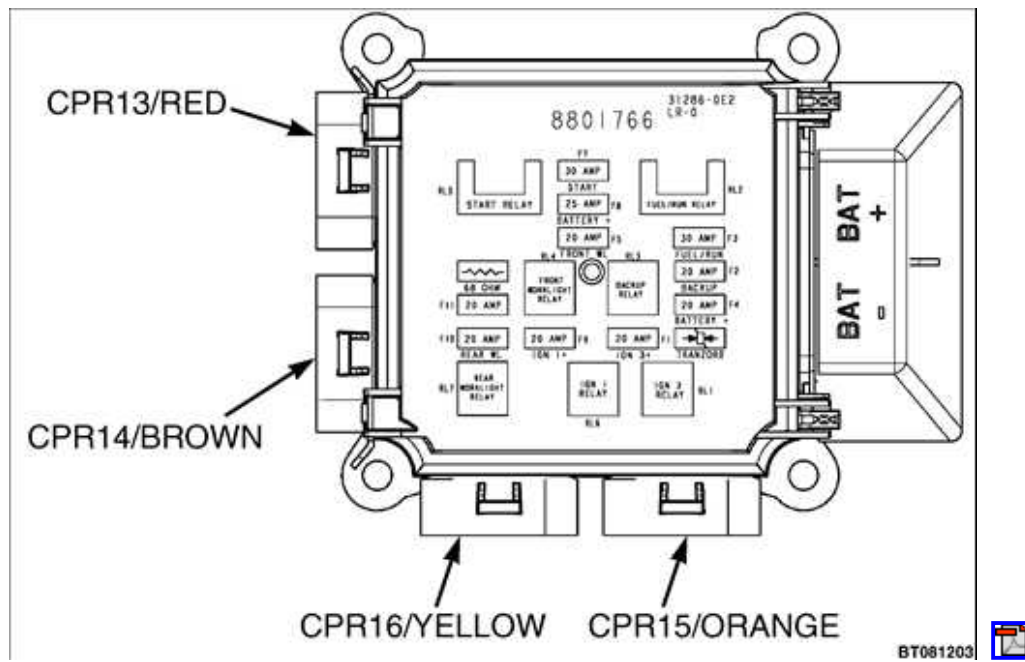 CPR13/RED
31286-0E2
LR-0
8801766
F7
30 AMP
START
RL3
START RELAY
25 AMP F8
BATTERY +
20 AMP F5
FRONT WL
FUEL/RUN RELAY
RL2
30 AMP F3
FUEL/RUN
20 AMP F2
BACKUP
20 AMP F4
BATTERY +
TRANZORB
RL4
FRONT
WORKLIGHT
RELAY
BACKUP
RELAY
68 OHM
F11 20 AMP
F10 20 AMP
REAR WL
20 AMP F9
IGN 1+
20 AMP F1
IGN 3+
RL7
REAR
WORKLIGHT
RELAY
IGN 1
RELAY
RL6
IGN 3
RELAY
RL1
BAT +
BAT -
CPR14/BROWN
CPR16/YELLOW
CPR15/ORANGE
BT081203